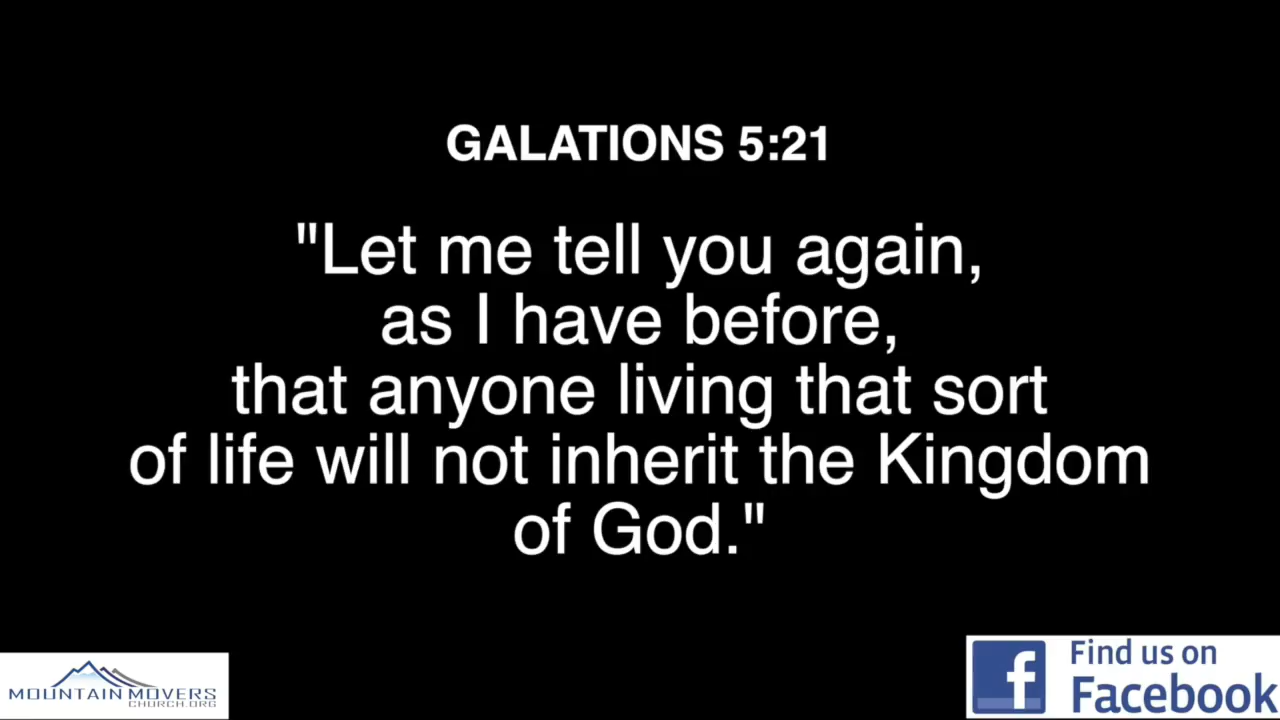 GALATIONS 5:21
"Let me tell you again,
as I have before,
that anyone living that sort
of life will not inherit the Kingdom
of God."
MOUNTAIN MOVERS
CHURCH.ORG
Find us on
Facebook